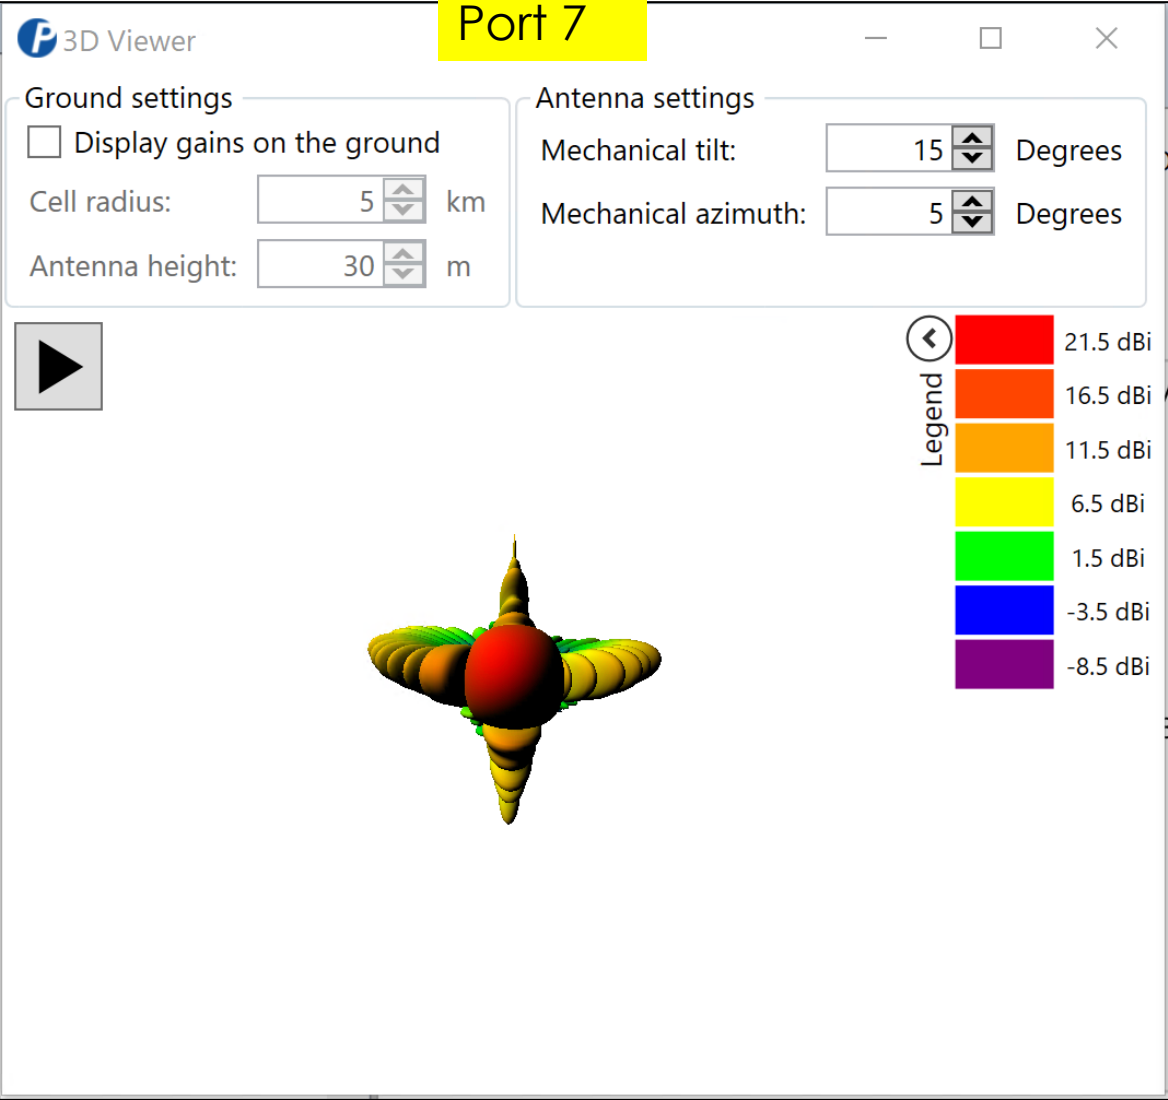 Port 7
3D Viewer
Ground settings
Display gains on the ground
Cell radius: 5 km
Antenna height: 30 m
Antenna settings
Mechanical tilt: 15 Degrees
Mechanical azimuth: 5 Degrees
Legend
21.5 dBi
16.5 dBi
11.5 dBi
6.5 dBi
1.5 dBi
-3.5 dBi
-8.5 dBi